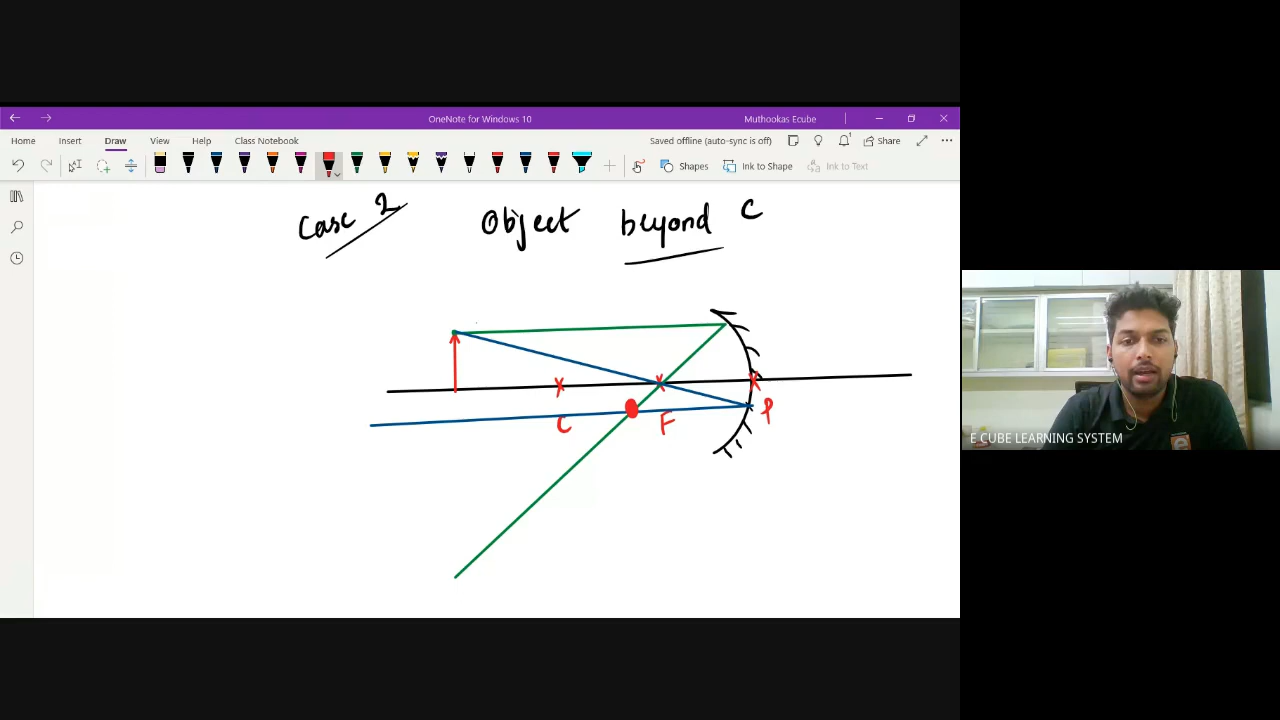 OneNote for Windows 10
Muthookas Ecube
Home Insert Draw View Help Class Notebook
Saved offline (auto-sync is off)
Share
Shapes
Ink to Shape
Ink to Text
Case 2 Object beyond C
C F P
E CUBE LEARNING SYSTEM